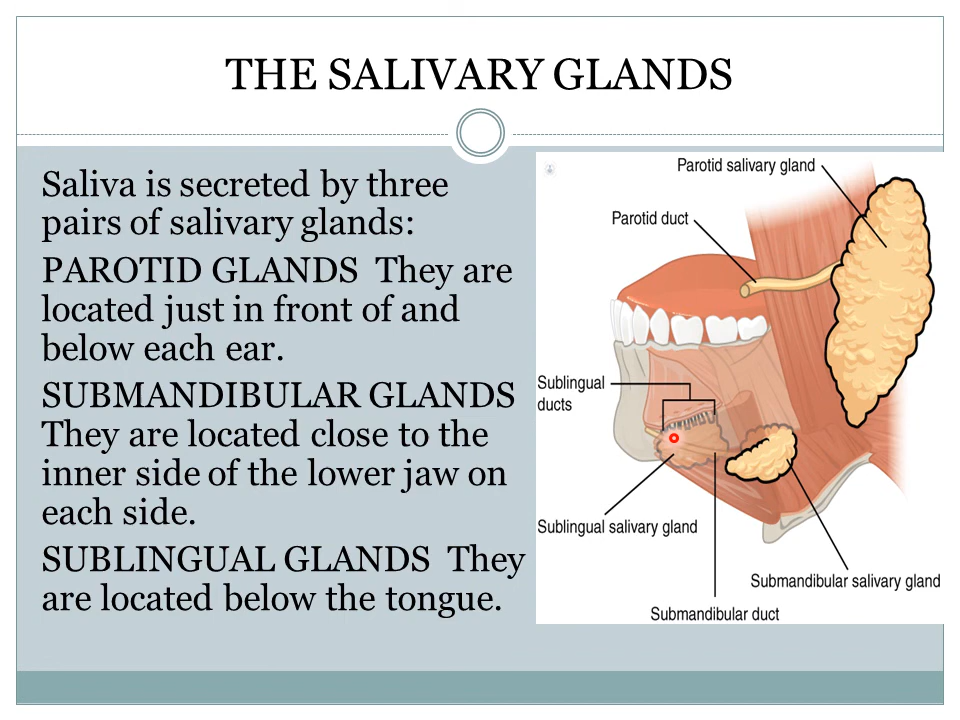 THE SALIVARY GLANDS
Saliva is secreted by three
pairs of salivary glands:
PAROTID GLANDS They are
located just in front of and
below each ear.
SUBMANDIBULAR GLANDS
They are located close to the
inner side of the lower jaw on
each side.
SUBLINGUAL GLANDS They
are located below the tongue.
Parotid salivary gland
Parotid duct
Sublingual
ducts
Sublingual salivary gland
Submandibular salivary gland
Submandibular duct